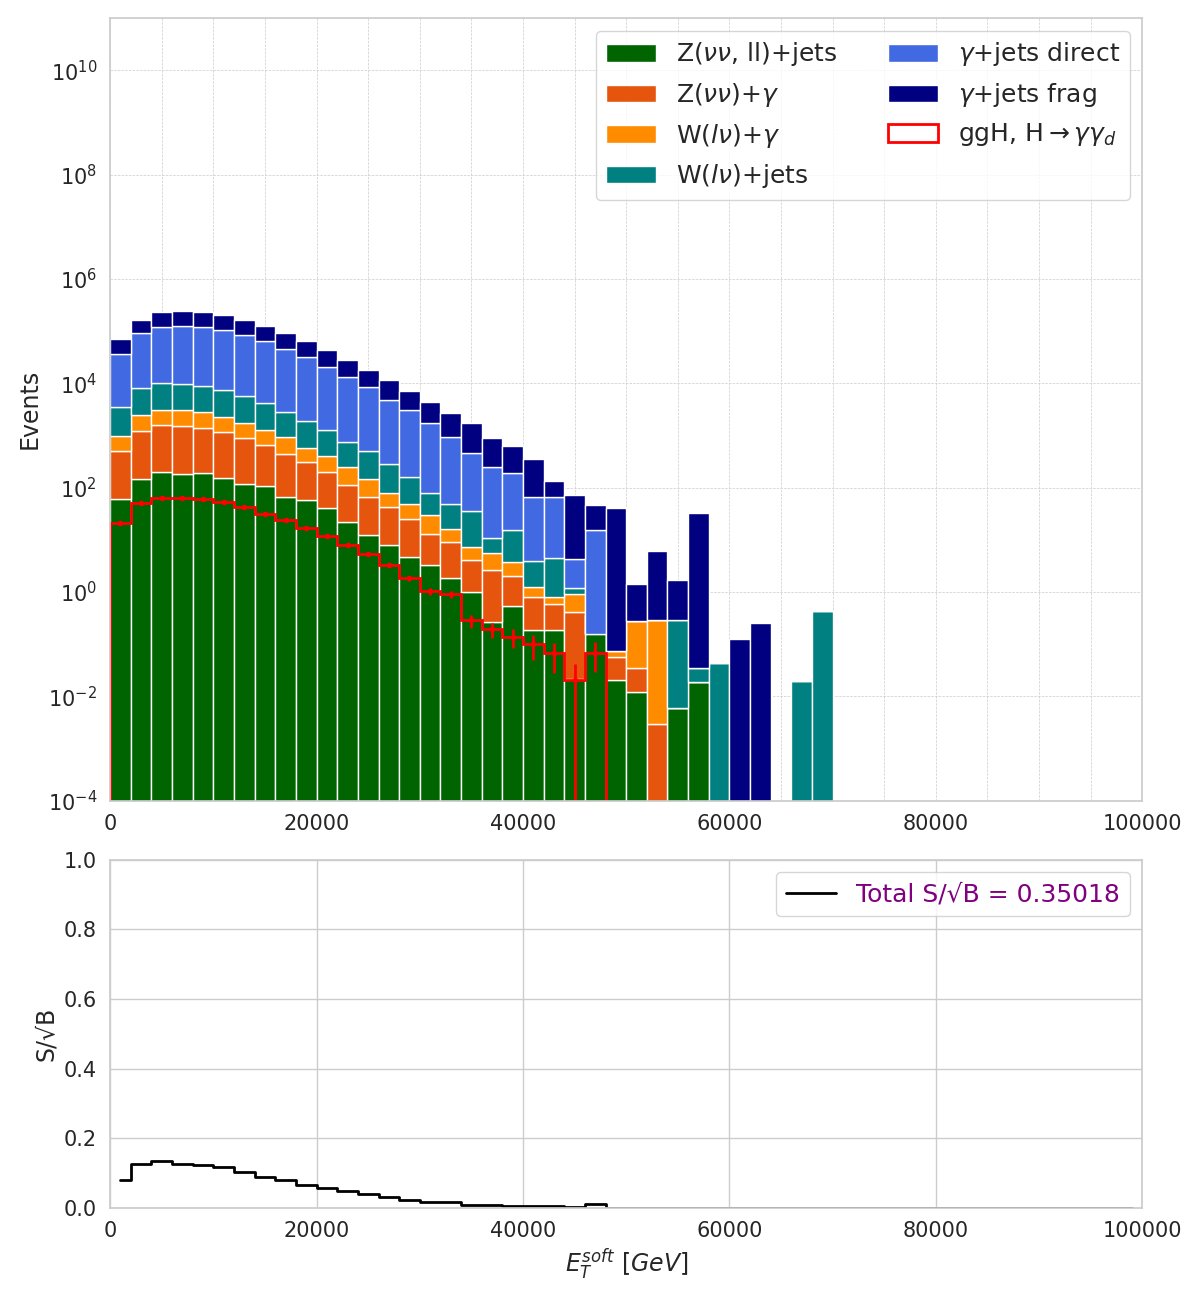 Z(νν, ll)+jets
Z(νν)+γ
W(lν)+γ
W(lν)+jets
γ+jets direct
γ+jets frag
ggH, H→γγ_d
Events
10^10
10^8
10^6
10^4
10^2
10^0
10^−2
10^−4
0 20000 40000 60000 80000 100000
Total S/√B = 0.35018
S/√B
1.0
0.8
0.6
0.4
0.2
0.0
0 20000 40000 60000 80000 100000
E_T^soft [GeV]